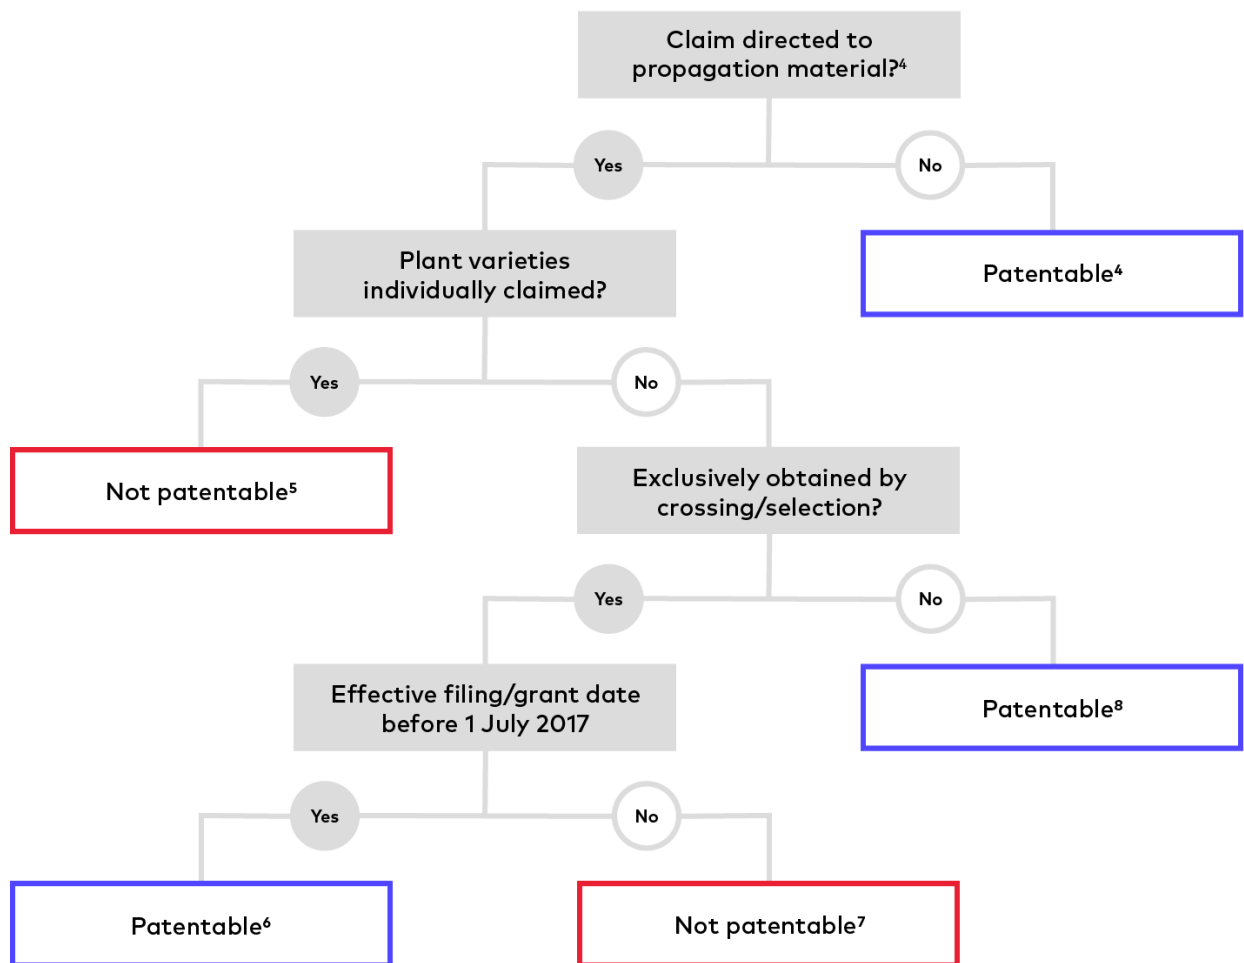 Claim directed to
propagation material?⁴
Yes
No
Plant varieties
individually claimed?
Patentable⁴
Yes
No
Not patentable⁵
Exclusively obtained by
crossing/selection?
Yes
No
Effective filing/grant date
before 1 July 2017
Patentable⁸
Yes
No
Patentable⁶
Not patentable⁷